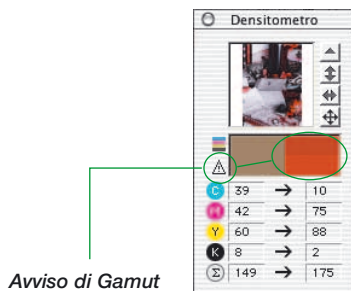 Densitometro
C 39 → 10
M 42 → 75
Y 60 → 88
K 8 → 2
Σ 149 → 175
Avviso di Gamut